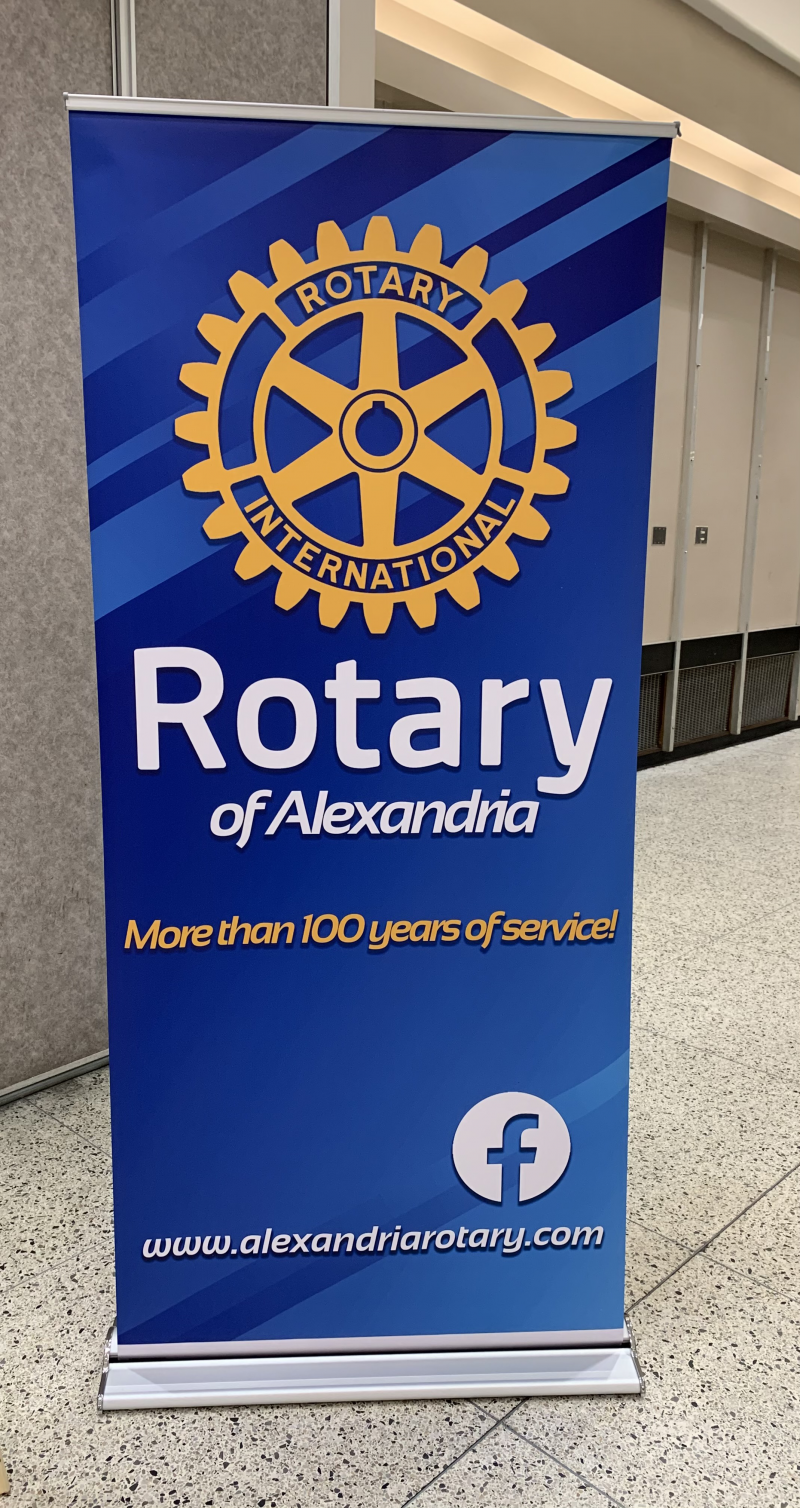 ROTARY
INTERNATIONAL
Rotary
of Alexandria
More than 100 years of service!
f
www.alexandriarotary.com